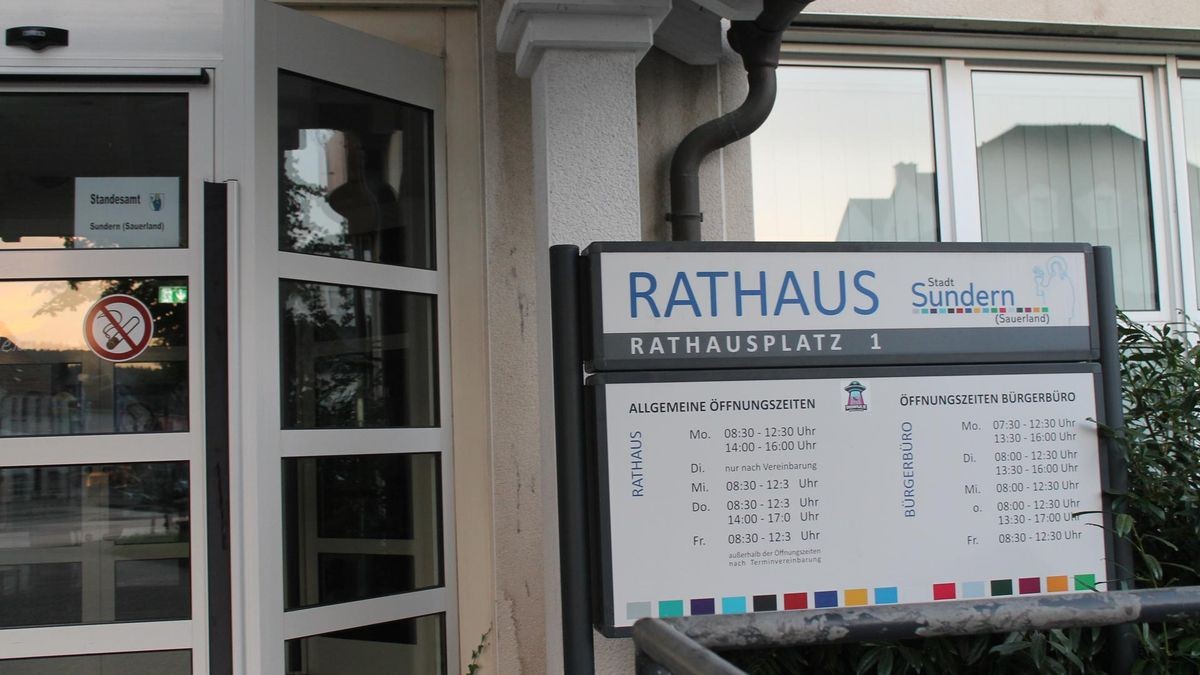 Standesamt
Sundern (Sauerland)
RATHAUS
Stadt
Sundern
(Sauerland)
RATHAUSPLATZ 1
ALLGEMEINE ÖFFNUNGSZEITEN
RATHAUS
Mo. 08:30 - 12:30 Uhr
14:00 - 16:00 Uhr
Di. nur nach Vereinbarung
Mi. 08:30 - 12:3 Uhr
Do. 08:30 - 12:3 Uhr
14:00 - 17:0 Uhr
Fr. 08:30 - 12:3 Uhr
außerhalb der Öffnungszeiten
nach Terminvereinbarung
ÖFFNUNGSZEITEN BÜRGERBÜRO
BÜRGERBÜRO
Mo. 07:30 - 12:30 Uhr
13:30 - 16:00 Uhr
Di. 08:00 - 12:30 Uhr
13:30 - 16:00 Uhr
Mi. 08:00 - 12:30 Uhr
o. 08:00 - 12:30 Uhr
13:30 - 17:00 Uhr
Fr. 08:30 - 12:30 Uhr